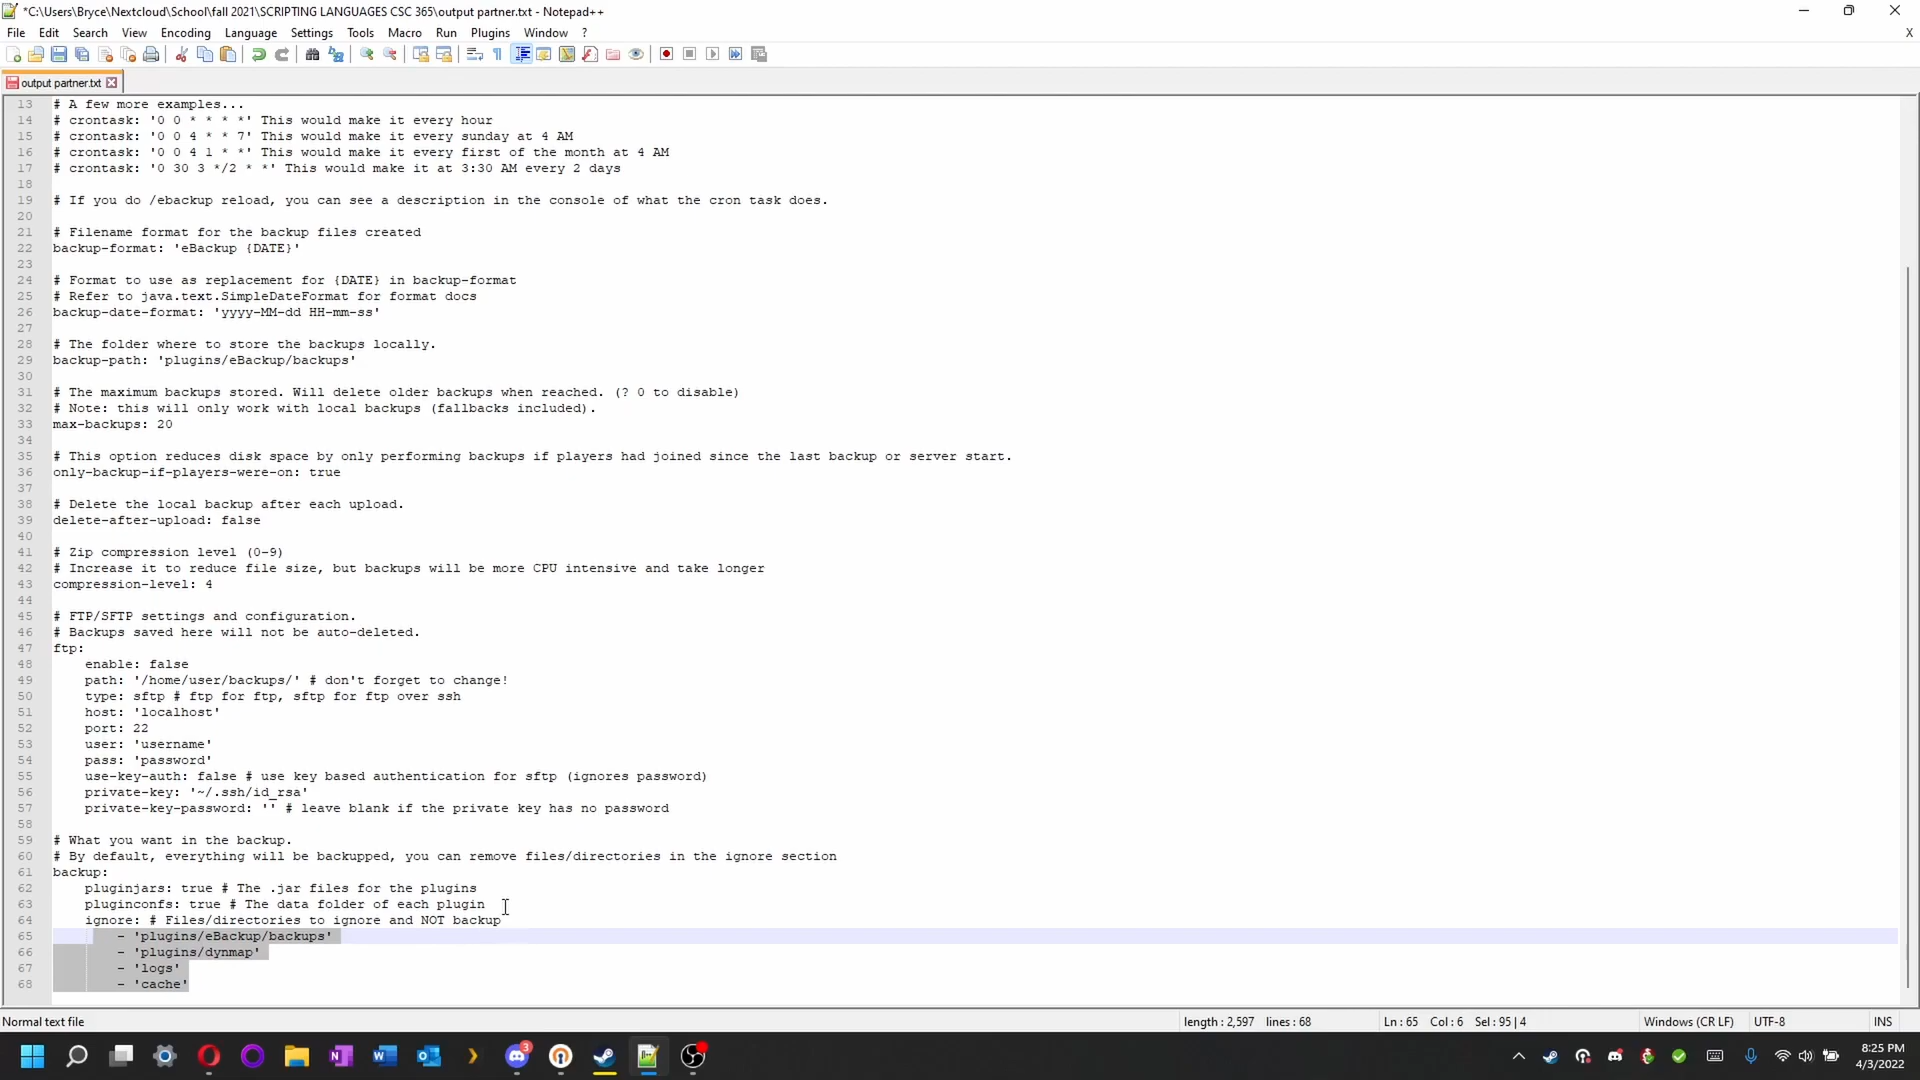 *C:\Users\Bryce\Nextcloud\School\fall 2021\SCRIPTING LANGUAGES CSC 365\output partner.txt - Notepad++
File Edit Search View Encoding Language Settings Tools Macro Run Plugins Window ? X
output partner.txt
13 # A few more examples...
14 # crontask: '0 0 * * * *' This would make it every hour
15 # crontask: '0 0 4 * * 7' This would make it every sunday at 4 AM
16 # crontask: '0 0 4 1 * *' This would make it every first of the month at 4 AM
17 # crontask: '0 30 3 */2 * *' This would make it at 3:30 AM every 2 days
18
19 # If you do /ebackup reload, you can see a description in the console of what the cron task does.
20
21 # Filename format for the backup files created
22 backup-format: 'eBackup {DATE}'
23
24 # Format to use as replacement for {DATE} in backup-format
25 # Refer to java.text.SimpleDateFormat for format docs
26 backup-date-format: 'yyyy-MM-dd HH-mm-ss'
27
28 # The folder where to store the backups locally.
29 backup-path: 'plugins/eBackup/backups'
30
31 # The maximum backups stored. Will delete older backups when reached. (? 0 to disable)
32 # Note: this will only work with local backups (fallbacks included).
33 max-backups: 20
34
35 # This option reduces disk space by only performing backups if players had joined since the last backup or server start.
36 only-backup-if-players-were-on: true
37
38 # Delete the local backup after each upload.
39 delete-after-upload: false
40
41 # Zip compression level (0-9)
42 # Increase it to reduce file size, but backups will be more CPU intensive and take longer
43 compression-level: 4
44
45 # FTP/SFTP settings and configuration.
46 # Backups saved here will not be auto-deleted.
47 ftp:
48 enable: false
49 path: '/home/user/backups/' # don't forget to change!
50 type: sftp # ftp for ftp, sftp for ftp over ssh
51 host: 'localhost'
52 port: 22
53 user: 'username'
54 pass: 'password'
55 use-key-auth: false # use key based authentication for sftp (ignores password)
56 private-key: '~/.ssh/id_rsa'
57 private-key-password: '' # leave blank if the private key has no password
58
59 # What you want in the backup.
60 # By default, everything will be backupped, you can remove files/directories in the ignore section
61 backup:
62 pluginjars: true # The .jar files for the plugins
63 pluginconfs: true # The data folder of each plugin
64 ignore: # Files/directories to ignore and NOT backup
65 - 'plugins/eBackup/backups'
66 - 'plugins/dynmap'
67 - 'logs'
68 - 'cache'
Normal text file length : 2,597 lines : 68 Ln : 65 Col : 6 Sel : 95 | 4 Windows (CR LF) UTF-8 INS
3
8:25 PM
4/3/2022